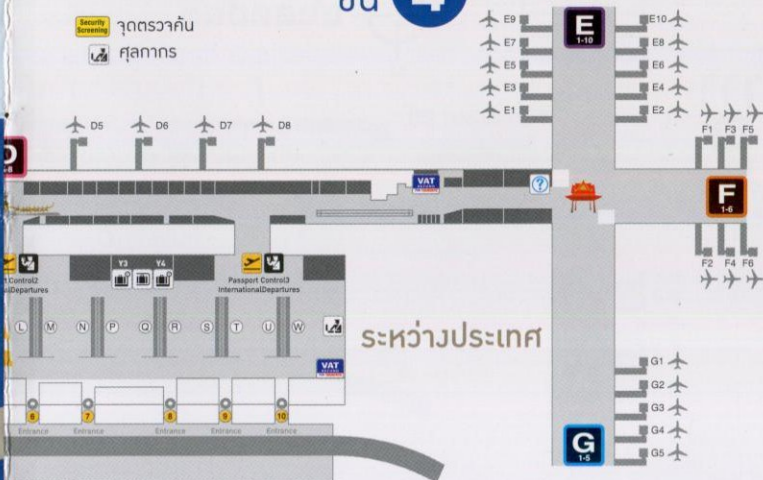 ชั้น 4
Security Screening จุดตรวจค้น
ศุลกากร
E 1-10
E9 E10
E7 E8
E5 E6
E3 E4
E1 E2
D5 D6 D7 D8
F1 F3 F5
D
VAT
?
F 1-6
F2 F4 F6
Y3 Y4
Passport Control3
InternationalDepartures
L M N P Q R S T U W
ระหว่างประเทศ
VAT
6 7 8 9 10
Entrance Entrance Entrance Entrance Entrance
G1
G2
G3
G4
G5
G 1-5